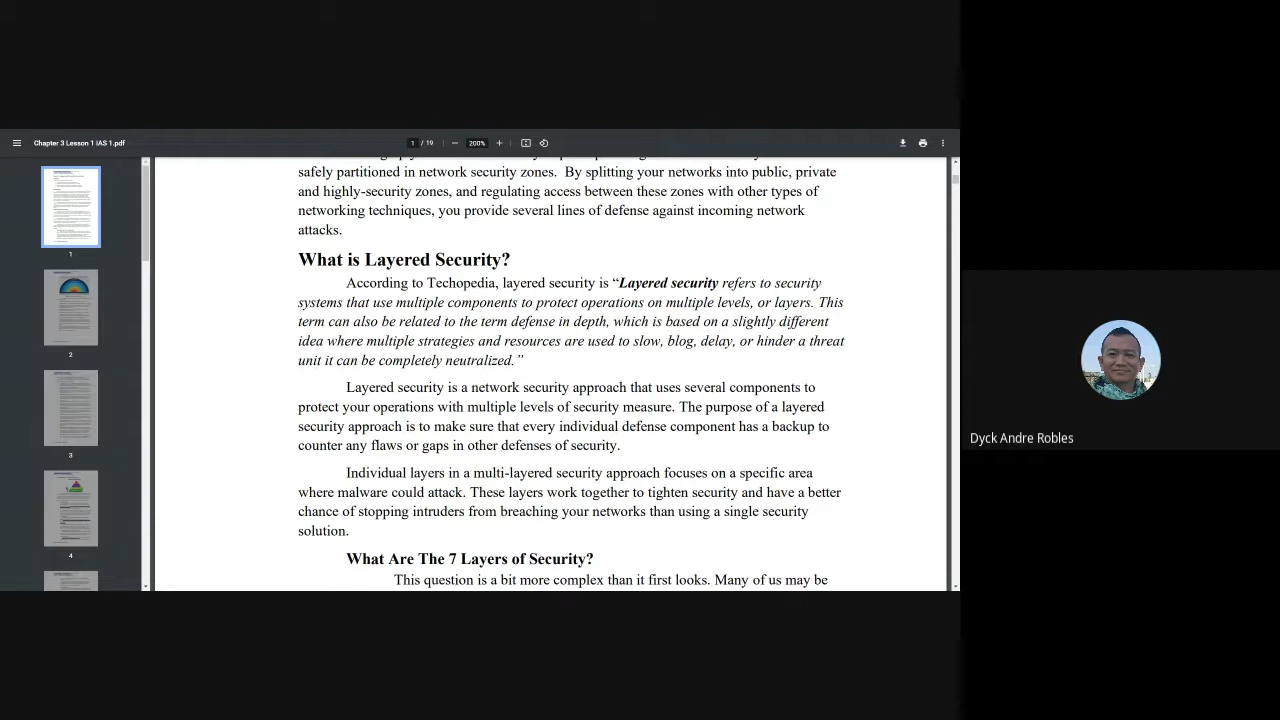 Chapter 3 Lesson 1 IAS 1.pdf
1 / 19
200%
1
2
3
4
safer partitioned network security zones. By splitting your networks into public, private
and highly-security zones, and managing access between these zones with other types of
networking technology, you provide a real line of defense against incoming network
attacks.
What is Layered Security?
According to Techopedia, layered security is “Layered security refers to security
systems that use multiple components to protect operations on multiple levels, or layers. This
term can also be related to the term defense in depth, which is based on a slightly different
idea where multiple strategies and resources are used to slow, blog, delay, or hinder a threat
unit it can be completely neutralized. ”
Layered security is a network security approach that uses several components to
protect your operations with multiple levels of security measure. The purpose of a layered
security approach is to make sure that every individual defense component has a backup to
counter any flaws or gaps in other defenses of security.
Individual layers in a multi-layered security approach focuses on a specific area
where malware could attack. These layers work together to tighten security and have a better
chance of stopping intruders from breaching your networks than using a single security
solution.
What Are The 7 Layers of Security?
The question is a bit more complex than it first looks. Many of us may be
Dyck Andre Robles